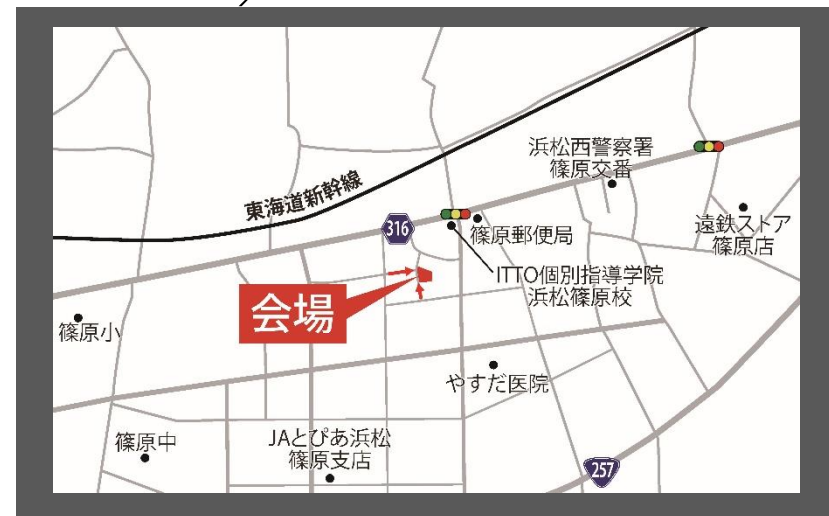 浜松西警察署
篠原交番
東海道新幹線
316
篠原郵便局
遠鉄ストア
篠原店
ITTO個別指導学院
浜松篠原校
会場
篠原小
やすだ医院
篠原中
JAとぴあ浜松
篠原支店
257